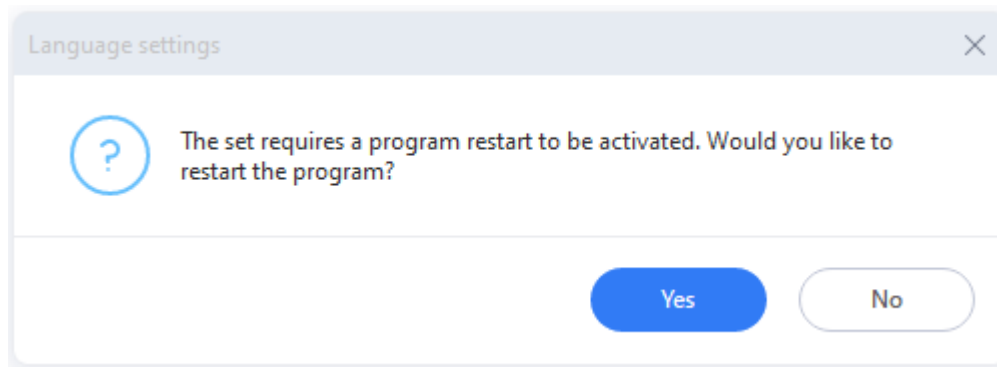 Language settings
The set requires a program restart to be activated. Would you like to
restart the program?
Yes
No